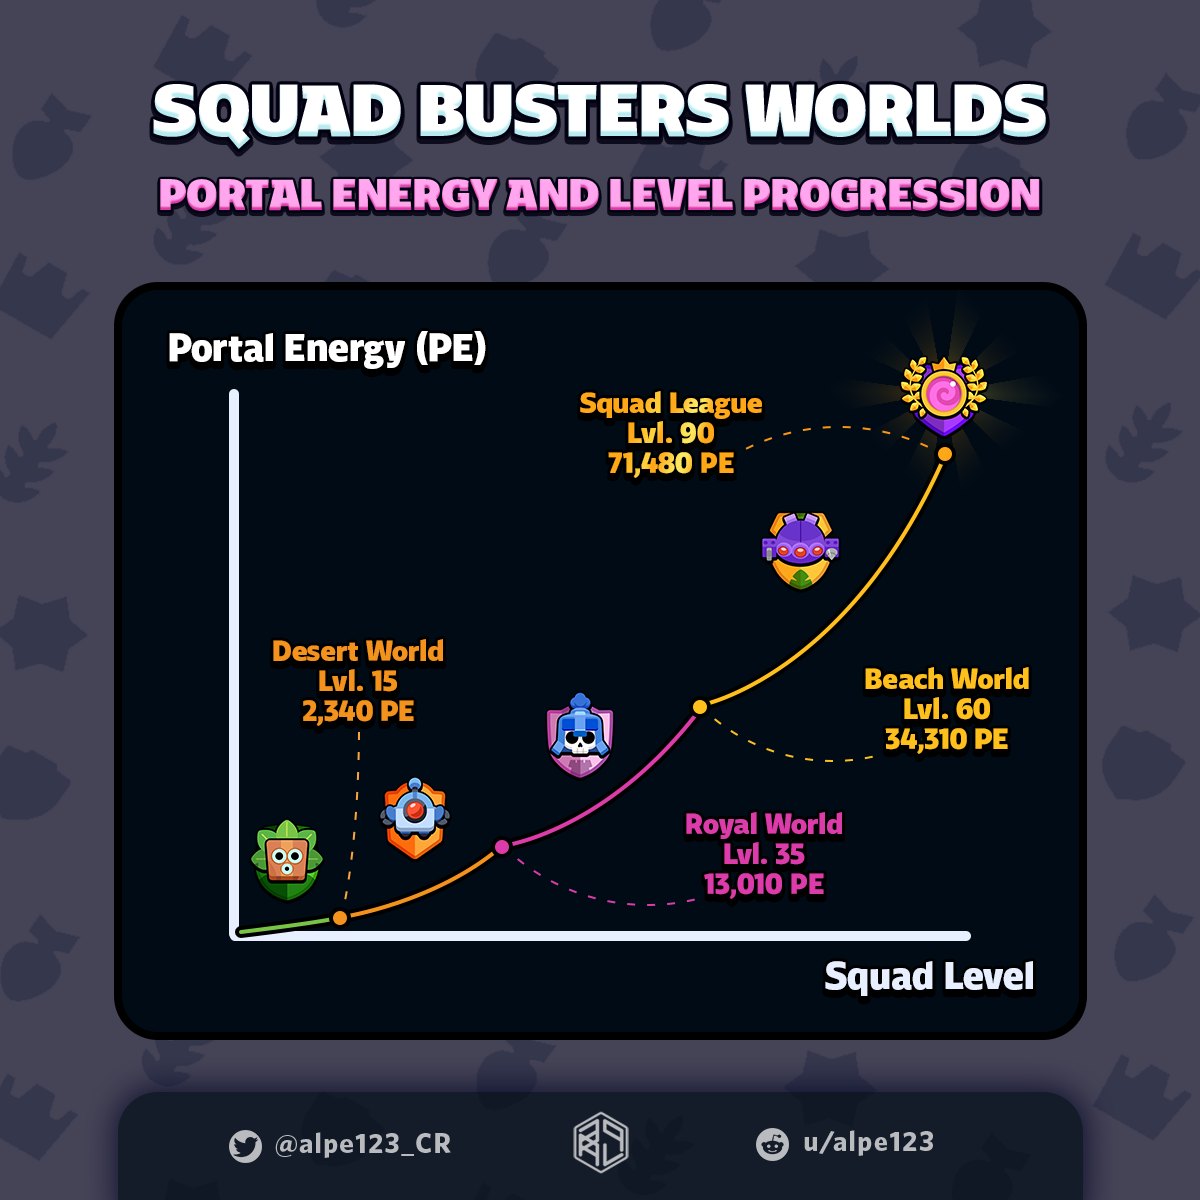 SQUAD BUSTERS WORLDS
PORTAL ENERGY AND LEVEL PROGRESSION
Portal Energy (PE)
Squad League
Lvl. 90
71,480 PE
Desert World
Lvl. 15
2,340 PE
Beach World
Lvl. 60
34,310 PE
Royal World
Lvl. 35
13,010 PE
Squad Level
@alpe123_CR
u/alpe123